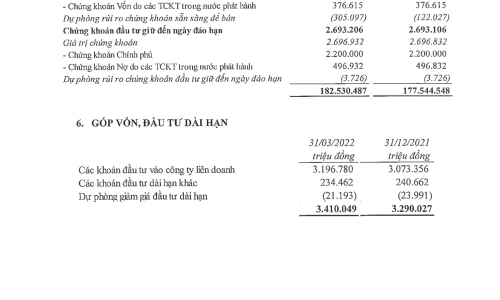 - Chứng khoán Vốn do các TCKT trong nước phát hành 376.615 376.615
Dự phòng rủi ro chứng khoán sẵn sàng để bán (305.097) (122.027)
Chứng khoán đầu tư giữ đến ngày đáo hạn 2.693.206 2.693.106
Giá trị chứng khoán 2.696.932 2.696.832
- Chứng khoán Chính phủ 2.200.000 2.200.000
- Chứng khoán Nợ do các TCKT trong nước phát hành 496.932 496.832
Dự phòng rủi ro chứng khoán đầu tư giữ đến ngày đáo hạn (3.726) (3.726)
182.530.487 177.544.548
6. GÓP VỐN, ĐẦU TƯ DÀI HẠN
31/03/2022 31/12/2021
triệu đồng triệu đồng
Các khoản đầu tư vào công ty liên doanh 3.196.780 3.073.356
Các khoản đầu tư dài hạn khác 234.462 240.662
Dự phòng giảm giá đầu tư dài hạn (21.193) (23.991)
3.410.049 3.290.027